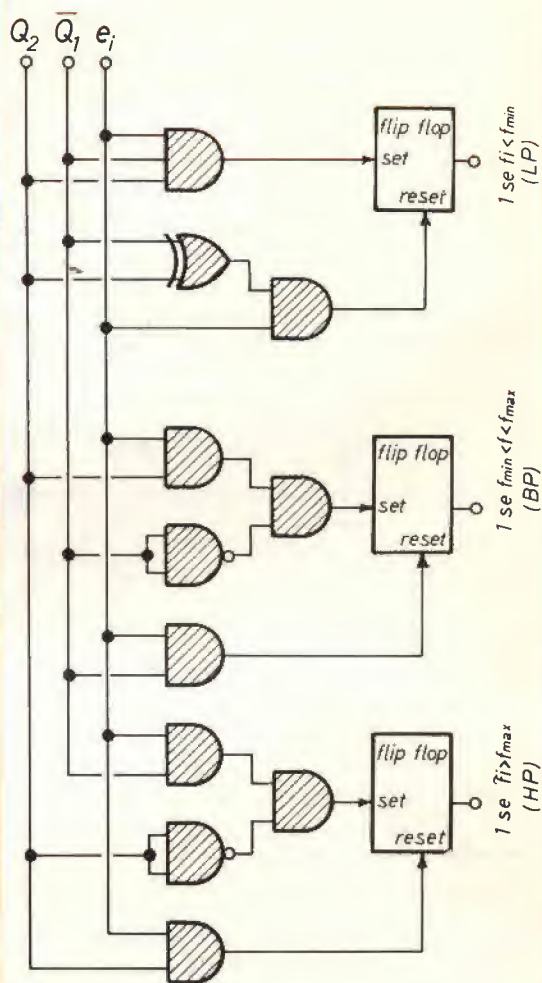 Q₂ Q̅₁ eᵢ
flip flop
set
reset
1 se fi < fmin
(LP)
flip flop
set
reset
1 se fmin < f < fmax
(BP)
flip flop
set
reset
1 se fi > fmax
(HP)